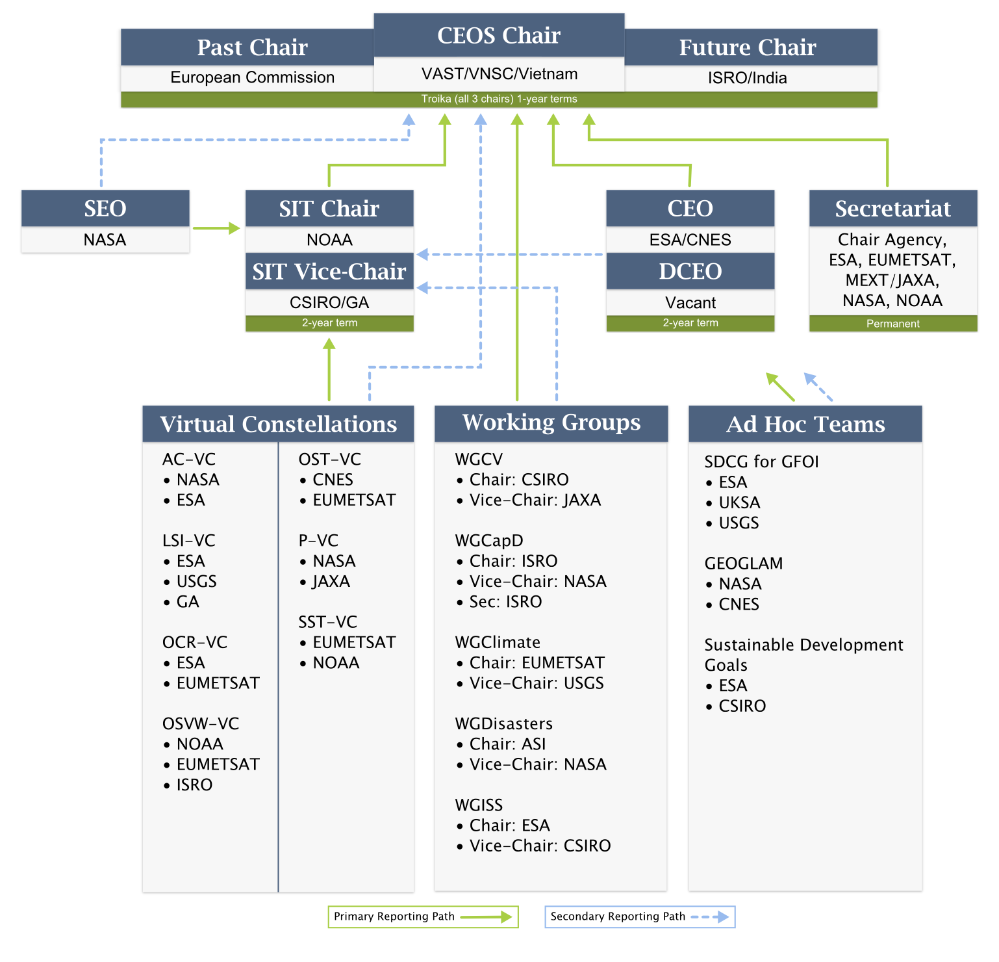 Past Chair
European Commission
CEOS Chair
VAST/VNSC/Vietnam
Future Chair
ISRO/India
Troika (all 3 chairs) 1-year terms
SEO
NASA
SIT Chair
NOAA
SIT Vice-Chair
CSIRO/GA
2-year term
CEO
ESA/CNES
DCEO
Vacant
2-year term
Secretariat
Chair Agency,
ESA, EUMETSAT,
MEXT/JAXA,
NASA, NOAA
Permanent
Virtual Constellations
AC-VC
• NASA
• ESA
LSI-VC
• ESA
• USGS
• GA
OCR-VC
• ESA
• EUMETSAT
OSVW-VC
• NOAA
• EUMETSAT
• ISRO
OST-VC
• CNES
• EUMETSAT
P-VC
• NASA
• JAXA
SST-VC
• EUMETSAT
• NOAA
Working Groups
WGCV
• Chair: CSIRO
• Vice-Chair: JAXA
WGCapD
• Chair: ISRO
• Vice-Chair: NASA
• Sec: ISRO
WGClimate
• Chair: EUMETSAT
• Vice-Chair: USGS
WGDisasters
• Chair: ASI
• Vice-Chair: NASA
WGISS
• Chair: ESA
• Vice-Chair: CSIRO
Ad Hoc Teams
SDCG for GFOI
• ESA
• UKSA
• USGS
GEOGLAM
• NASA
• CNES
Sustainable Development
Goals
• ESA
• CSIRO
Primary Reporting Path
Secondary Reporting Path